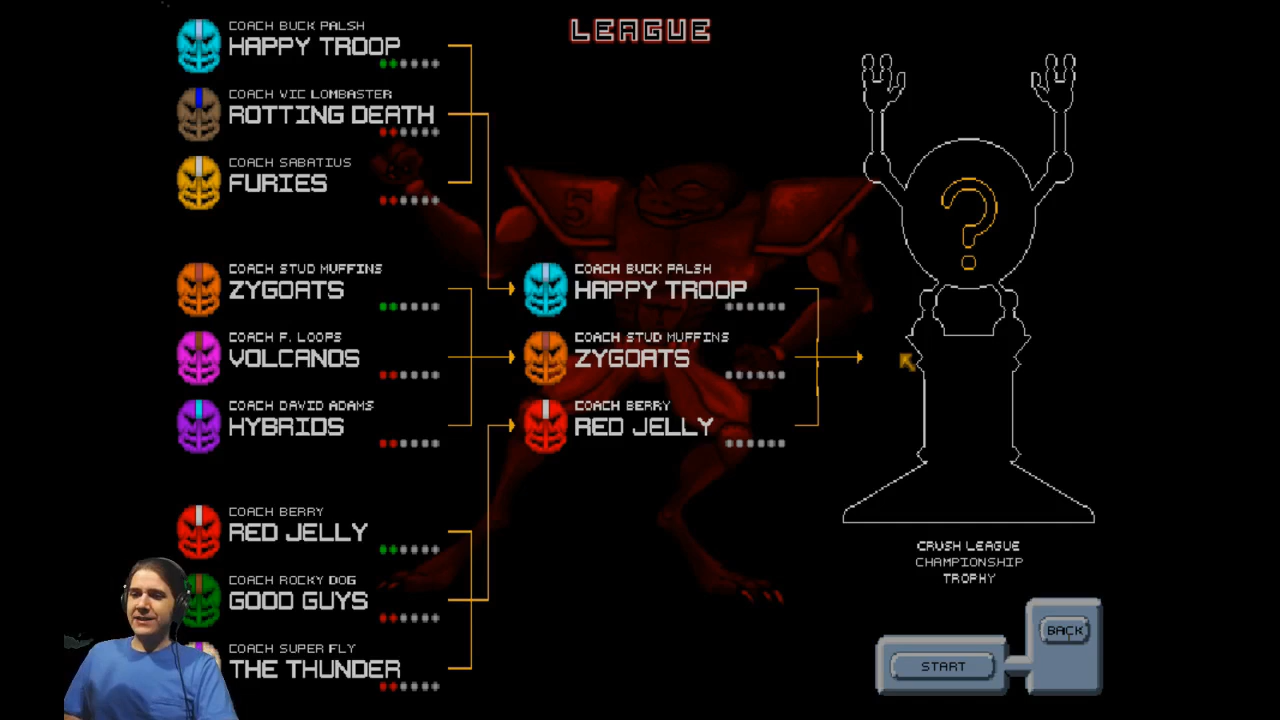 LEAGUE
COACH BUCK PALSH
HAPPY TROOP
COACH VIC LOMBASTER
ROTTING DEATH
COACH SABATIUS
FURIES
COACH STUD MUFFINS
ZYGOATS
COACH F. LOOPS
VOLCANOS
COACH DAVID ADAMS
HYBRIDS
COACH BERRY
RED JELLY
COACH ROCKY DOG
GOOD GUYS
COACH SUPER FLY
THE THUNDER
COACH BUCK PALSH
HAPPY TROOP
COACH STUD MUFFINS
ZYGOATS
COACH BERRY
RED JELLY
5
?
CRUSH LEAGUE
CHAMPIONSHIP
TROPHY
BACK
START